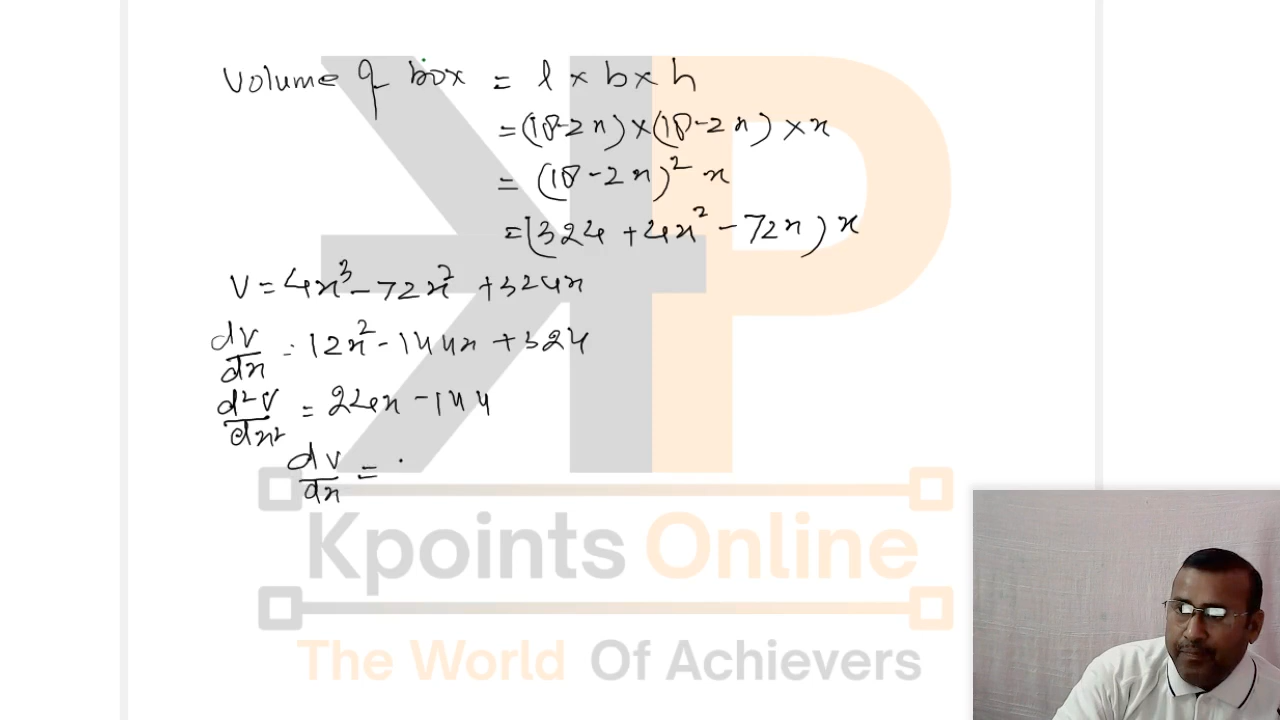 Volume of box = l × b × h
= (18-2x) × (18-2x) × x
= (18-2x)² x
= (324 + 4x² - 72x) x
V = 4x³ - 72x² + 324x
dv/dx = 12x² - 144x + 324
d²v/dx² = 24x - 144
dv/dx =
Kpoints Online
The World Of Achievers